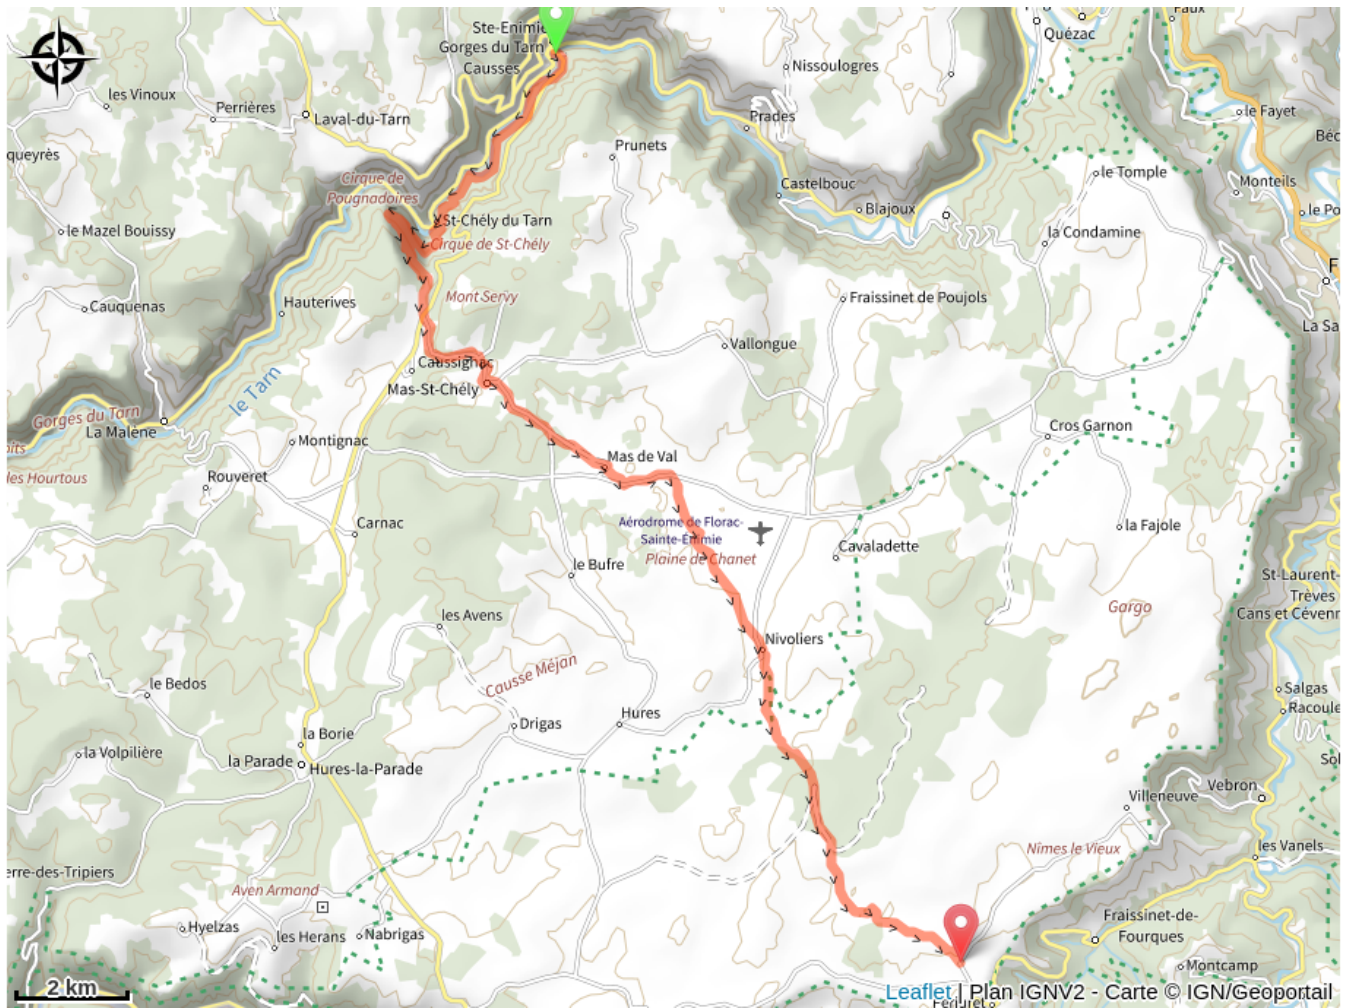 Ste-Enimie
Gorges du Tarn
Causses
Quézac
Nissoulogres
les Vinoux
Perrières
Laval-du-Tarn
le Fayet
Prades
queyrès
Prunets
Cirque de
Pougnadoires
Castelbouc
le Tomple
Monteils
Blajoux
le Po
St-Chély du Tarn
Cirque de St-Chély
le Mazel Bouissy
la Condamine
Mont Servy
Fraissinet de Poujols
Hauterives
Cauquenas
La Sa
Vallongue
Caussignac
Mas-St-Chély
le Tarn
Gorges du Tarn
La Malène
Cros Garnon
Montignac
Mas de Val
les Hourtous
Rouveret
Carnac
Aérodrome de Florac-
Sainte-Enimie
Plaine de Chanet
la Fajole
Cavaladette
le Bufre
St-Laurent-
Trèves
Cans et Cévenn
Gargo
les Avens
Nivoliers
Causse Méjan
le Bedos
Salgas
Racoule
Hures
Drigas
la Borie
la Volpilière
la Parade
Hures-la-Parade
Vebron
Villeneuve
Nîmes le Vieux
les Vanels
erre-des-Tripiers
Aven Armand
Fraissinet-de-
Fourques
Hyelzas
les Herans
Nabrigas
Montcamp
2 km
Leaflet | Plan IGNV2 - Carte © IGN/Geoportail